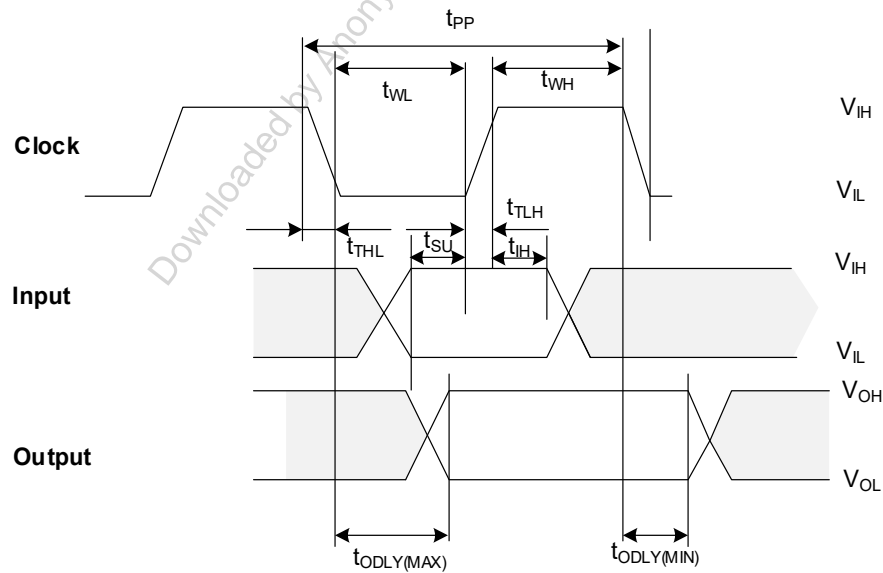 Downloaded by Anony
tPP
tWL
tWH
VIH
Clock
VIL
tTLH
tTHL
tSU
tIH
VIH
Input
VIL
VOH
Output
VOL
tODLY(MAX)
tODLY(MIN)